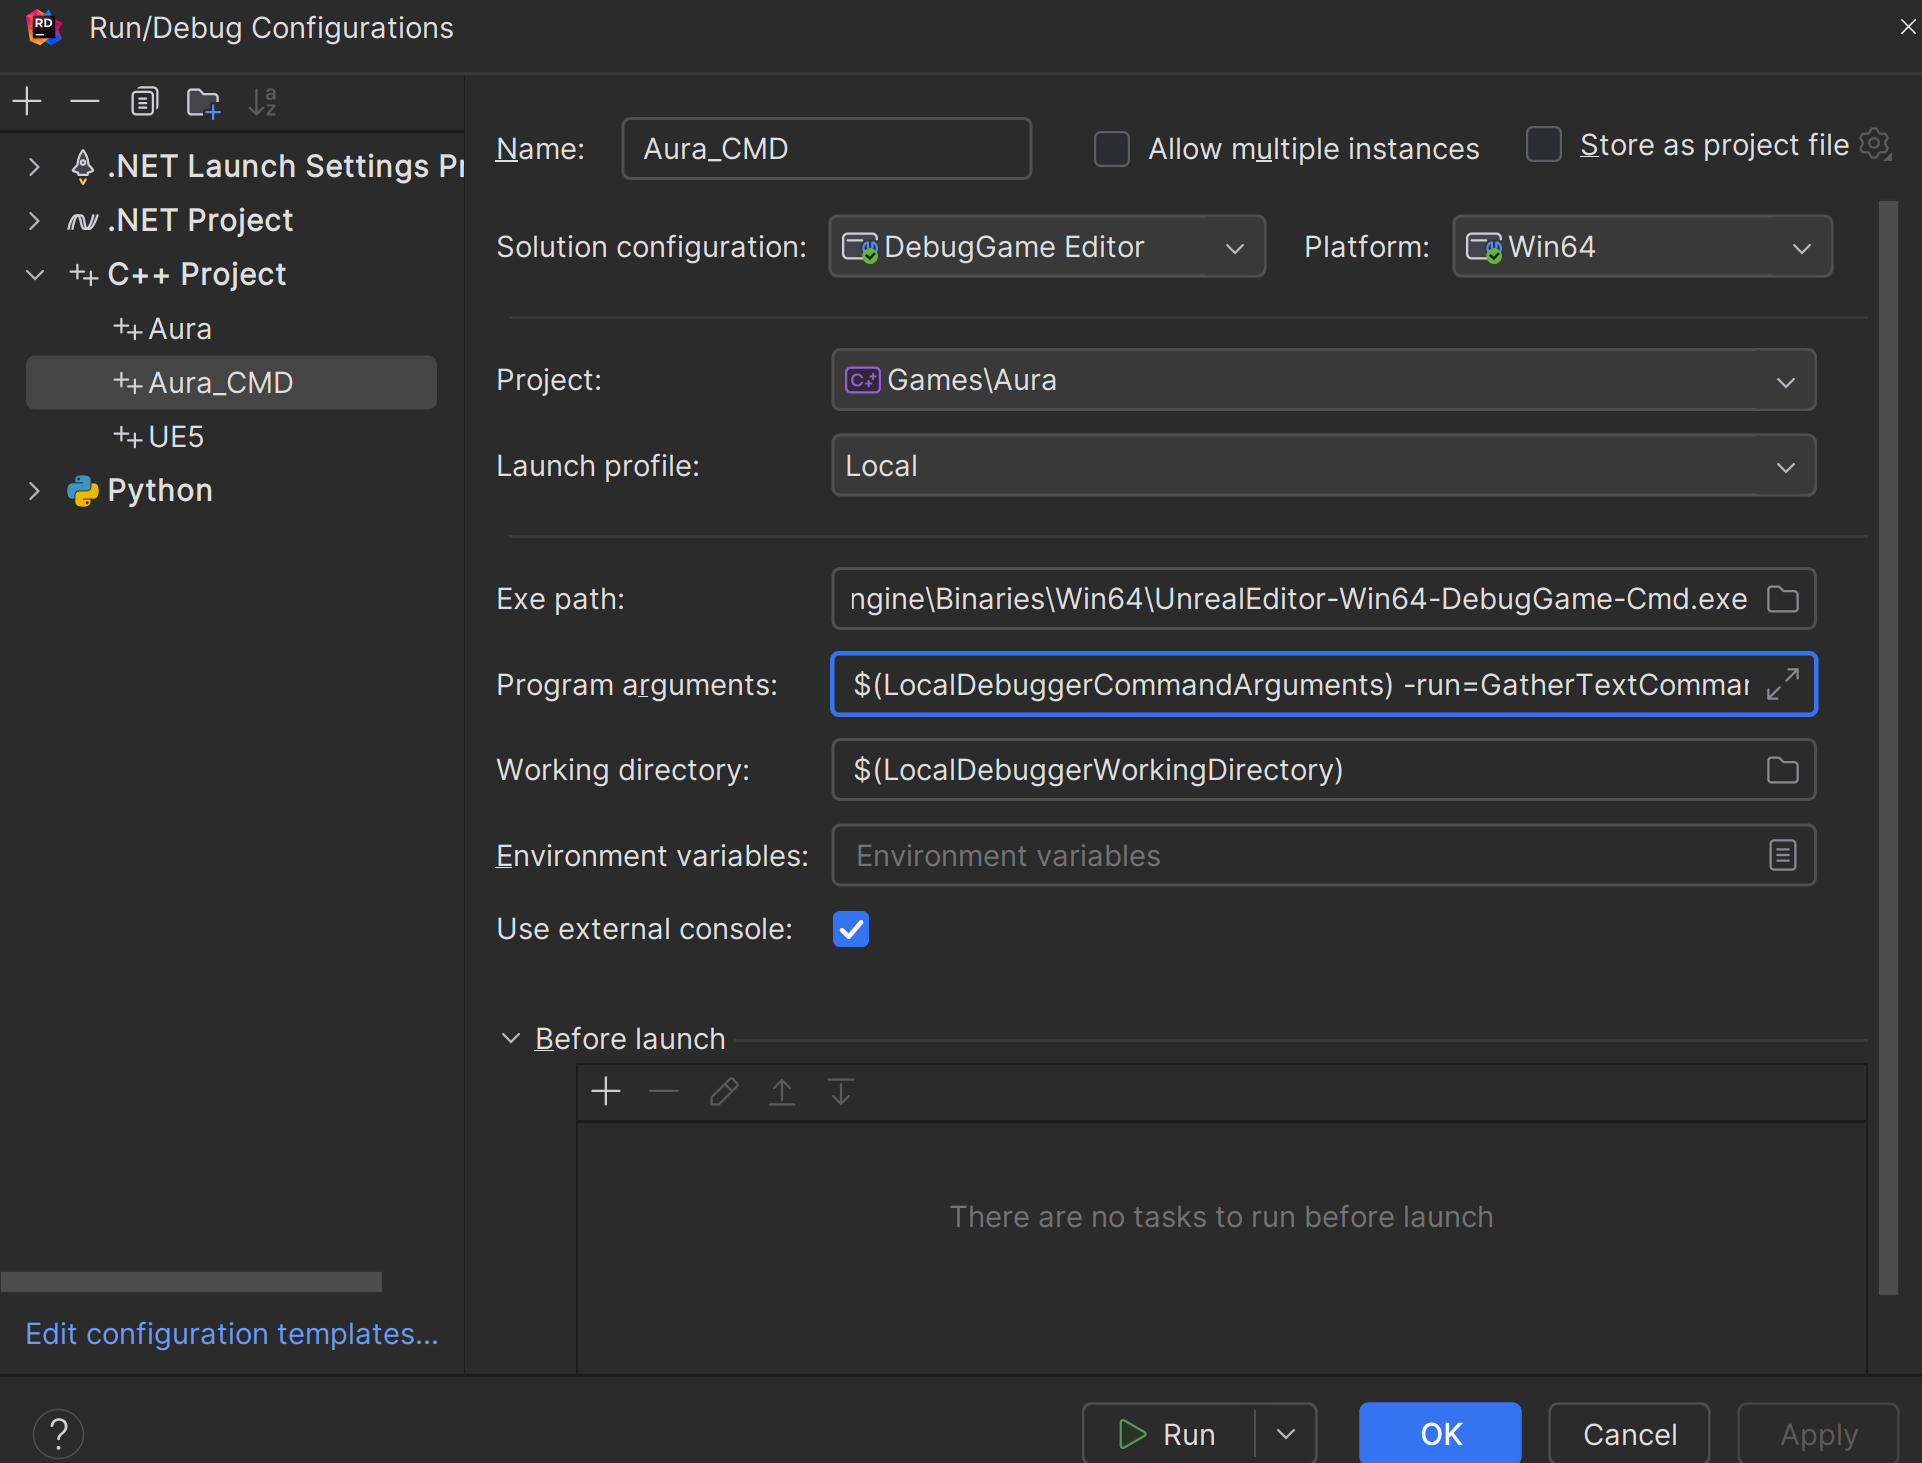 RD Run/Debug Configurations
.NET Launch Settings Pr
.NET Project
C++ Project
Aura
Aura_CMD
UE5
Python
Edit configuration templates...
Name: Aura_CMD Allow multiple instances Store as project file
Solution configuration: DebugGame Editor Platform: Win64
Project: C++ Games\Aura
Launch profile: Local
Exe path: ngine\Binaries\Win64\UnrealEditor-Win64-DebugGame-Cmd.exe
Program arguments: $(LocalDebuggerCommandArguments) -run=GatherTextComman
Working directory: $(LocalDebuggerWorkingDirectory)
Environment variables: Environment variables
Use external console:
Before launch
There are no tasks to run before launch
? Run OK Cancel Apply